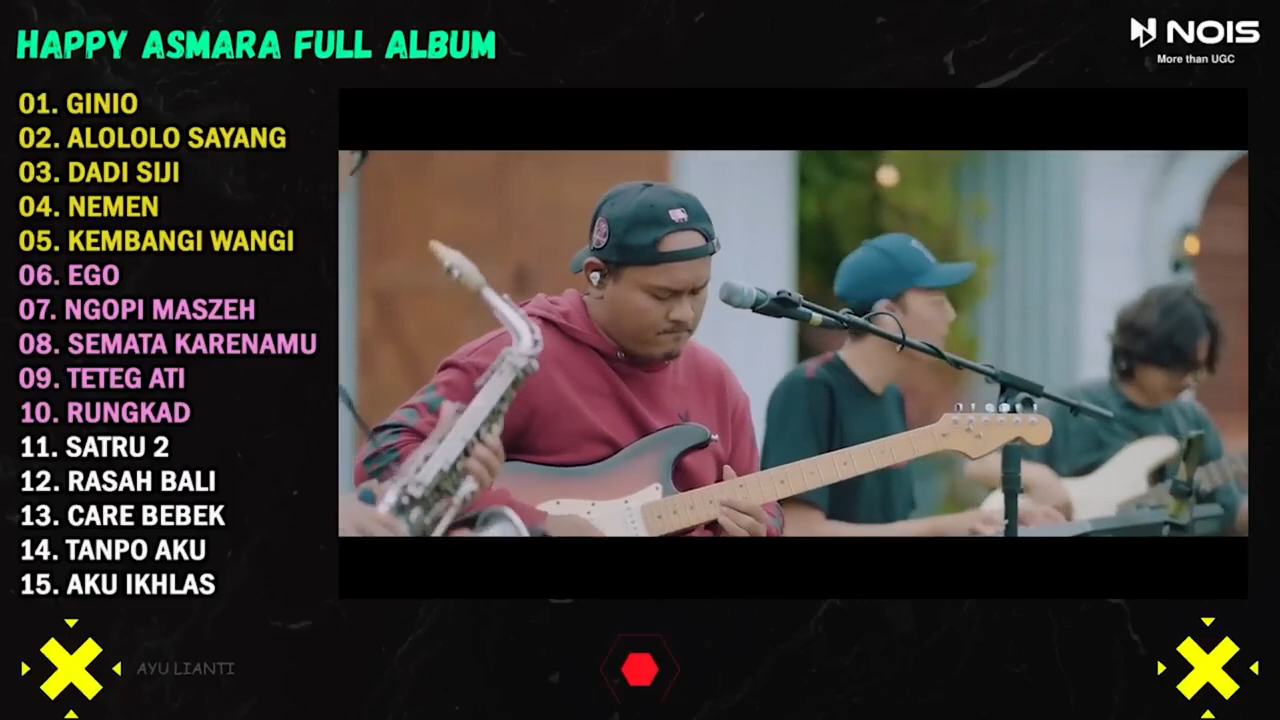 HAPPY ASMARA FULL ALBUM
NOIS
More than UGC
01. GINIO
02. ALOLOLO SAYANG
03. DADI SIJI
04. NEMEN
05. KEMBANGI WANGI
06. EGO
07. NGOPI MASZEH
08. SEMATA KARENAMU
09. TETEG ATI
10. RUNGKAD
11. SATRU 2
12. RASAH BALI
13. CARE BEBEK
14. TANPO AKU
15. AKU IKHLAS
AYU LIANTI